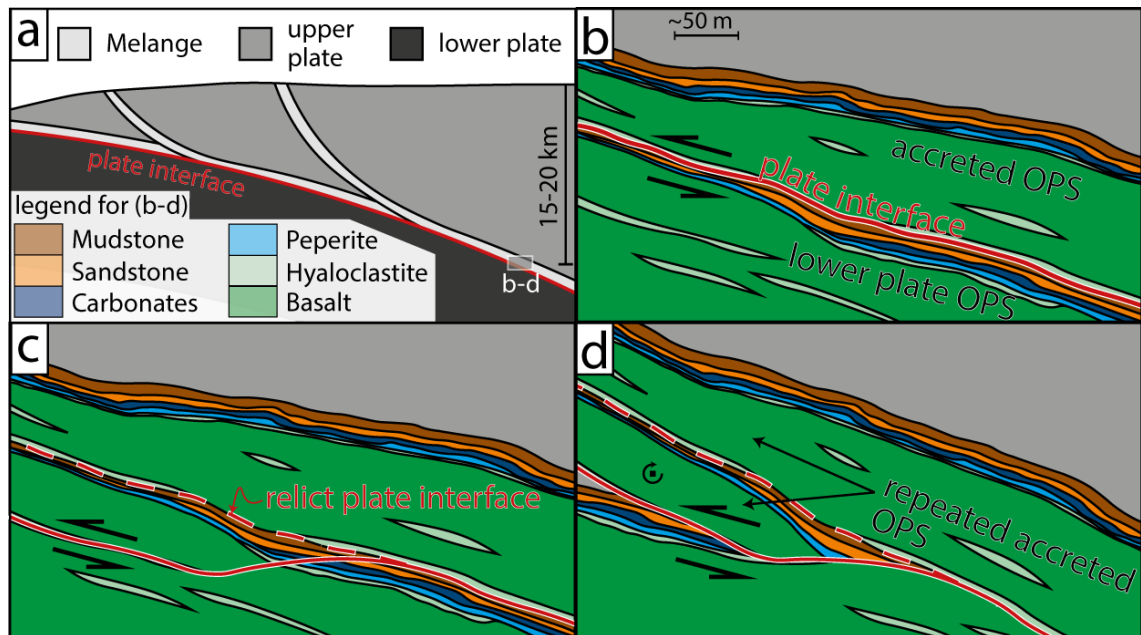 a
Melange
upper
plate
lower plate
plate interface
15-20 km
b-d
legend for (b-d)
Mudstone
Sandstone
Carbonates
Peperite
Hyaloclastite
Basalt
b
~50 m
accreted OPS
plate interface
lower plate OPS
c
relict plate interface
d
repeated accreted
OPS